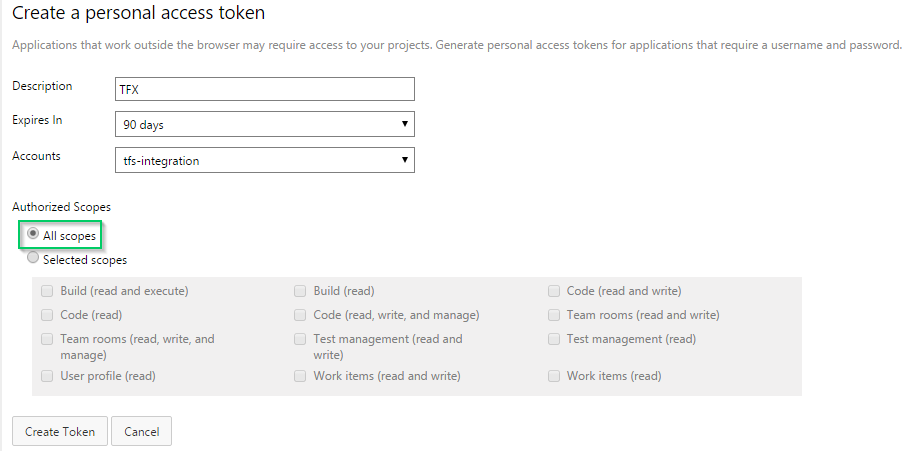 Create a personal access token
Applications that work outside the browser may require access to your projects. Generate personal access tokens for applications that require a username and password.
Description
TFX
Expires In
90 days
Accounts
tfs-integration
Authorized Scopes
All scopes
Selected scopes
Build (read and execute)
Build (read)
Code (read and write)
Code (read)
Code (read, write, and manage)
Team rooms (read and write)
Team rooms (read, write, and
manage)
Test management (read and
write)
Test management (read)
User profile (read)
Work items (read and write)
Work items (read)
Create Token
Cancel